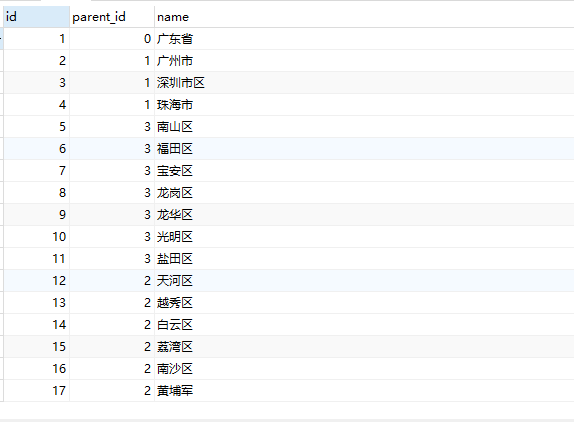 id parent_id name
1 0 广东省
2 1 广州市
3 1 深圳市区
4 1 珠海市
5 3 南山区
6 3 福田区
7 3 宝安区
8 3 龙岗区
9 3 龙华区
10 3 光明区
11 3 盐田区
12 2 天河区
13 2 越秀区
14 2 白云区
15 2 荔湾区
16 2 南沙区
17 2 黄埔军